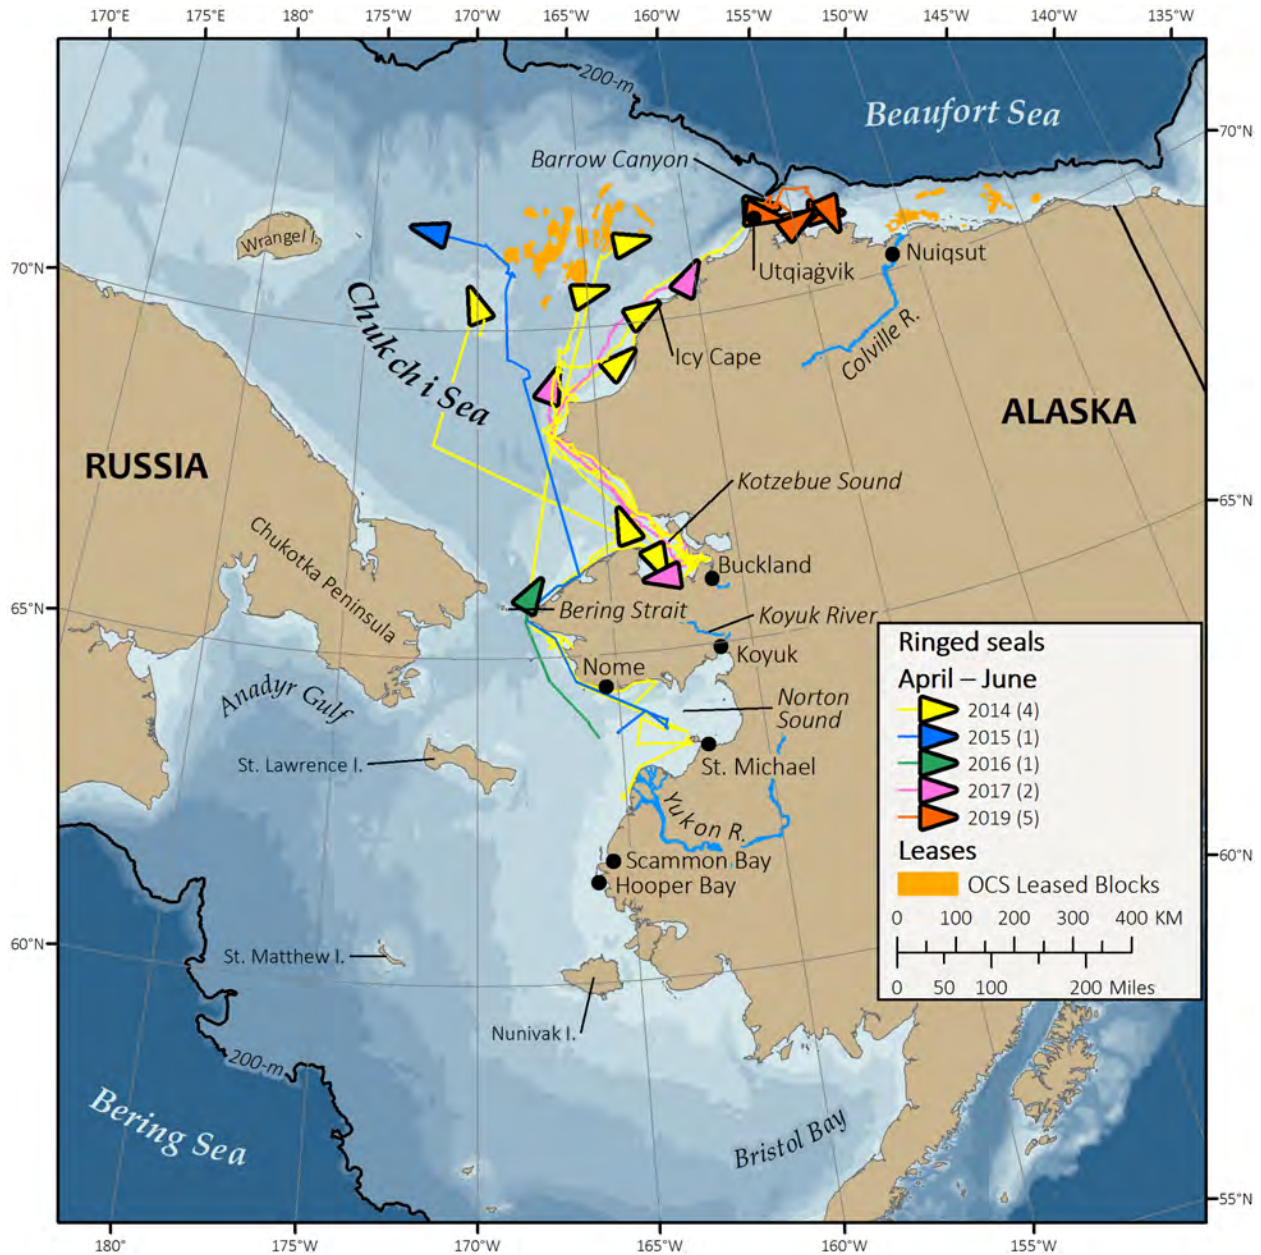 170°E
175°E
180°
175°W
170°W
165°W
160°W
155°W
150°W
145°W
140°W
135°W
200-m
Beaufort Sea
70°N
Barrow Canyon
Wrangel I.
Utqiaġvik
Nuiqsut
70°N
Chukchi Sea
Icy Cape
Colville R.
ALASKA
RUSSIA
Kotzebue Sound
65°N
Chukotka Peninsula
Buckland
65°N
Bering Strait
Koyuk River
Koyuk
Nome
Anadyr Gulf
Norton
Sound
St. Lawrence I.
St. Michael
Yukon R.
Scammon Bay
Hooper Bay
60°N
60°N
St. Matthew I.
Nunivak I.
200-m
Bering Sea
Bristol Bay
55°N
Ringed seals
April – June
2014 (4)
2015 (1)
2016 (1)
2017 (2)
2019 (5)
Leases
OCS Leased Blocks
0 100 200 300 400 KM
0 50 100 200 Miles
180°
175°W
170°W
165°W
160°W
155°W